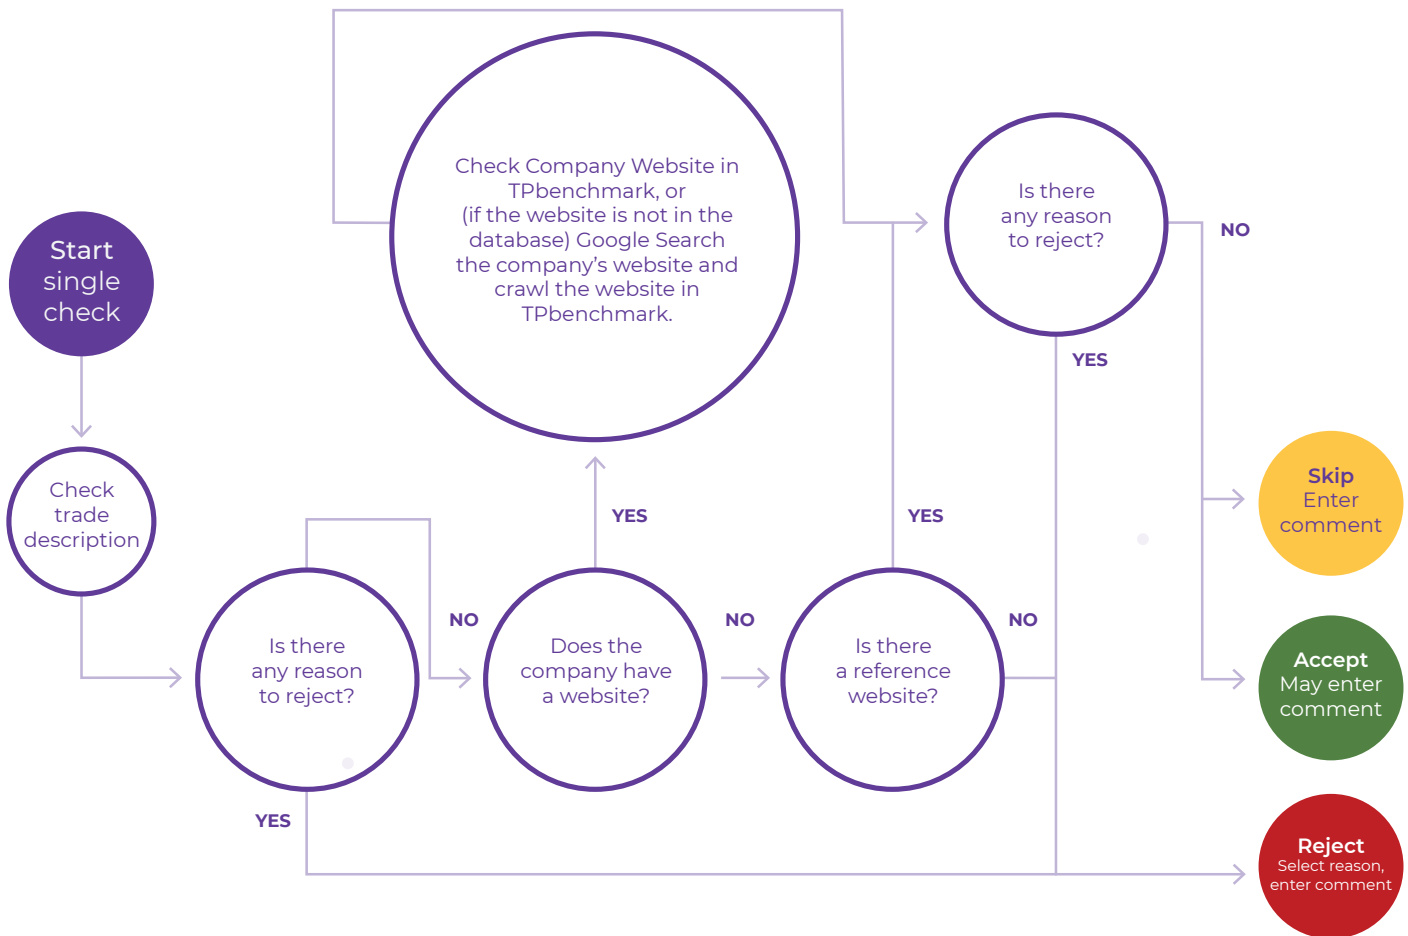 Start
single
check
Check
trade
description
Is there
any reason
to reject?
YES
NO
Does the
company have
a website?
YES
NO
Check Company Website in
TPbenchmark, or
(if the website is not in the
database) Google Search
the company’s website and
crawl the website in
TPbenchmark.
Is there
a reference
website?
YES
NO
Is there
any reason
to reject?
NO
YES
Skip
Enter
comment
Accept
May enter
comment
Reject
Select reason,
enter comment